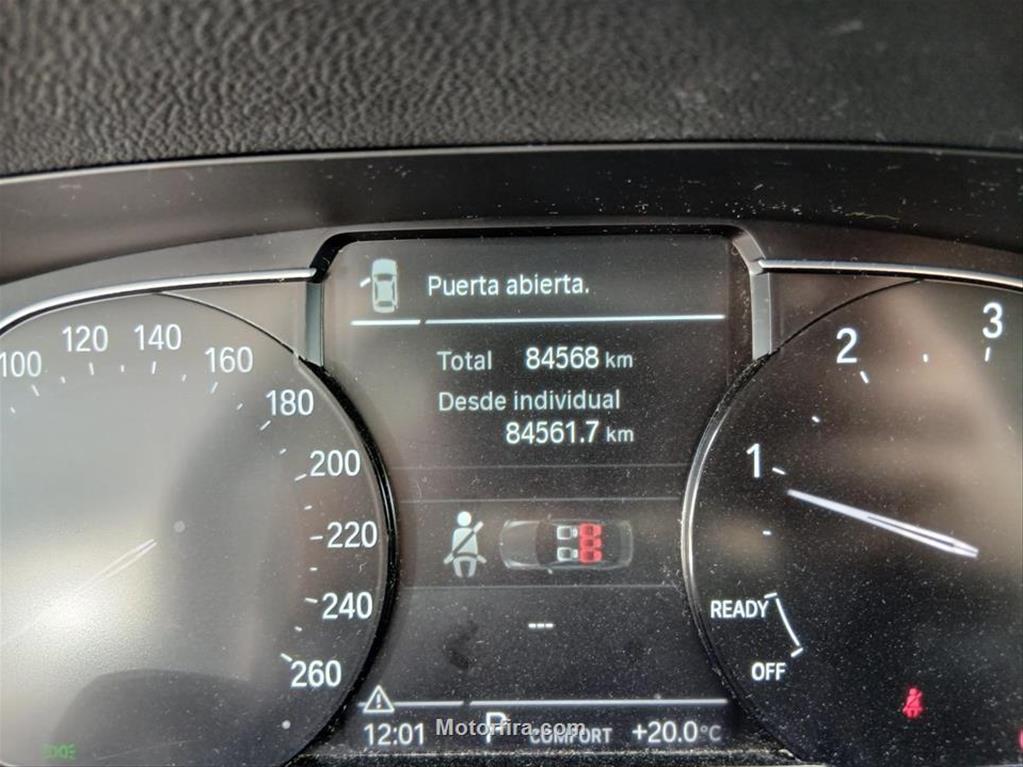 Puerta abierta.
Total 84568 km
Desde individual
84561.7 km
100
120
140
160
180
200
220
240
260
1
2
3
READY
OFF
---
12:01 P COMFORT +20.0°C
Motorfira.com